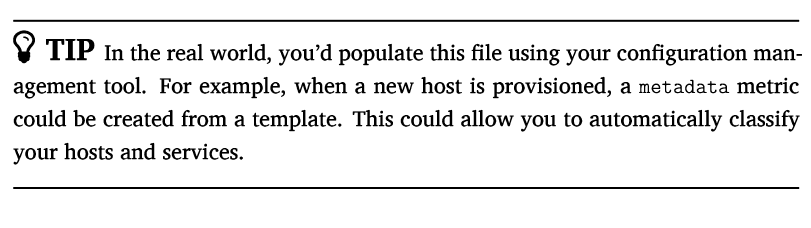 TIP In the real world, you’d populate this file using your configuration man-
agement tool. For example, when a new host is provisioned, a metadata metric
could be created from a template. This could allow you to automatically classify
your hosts and services.